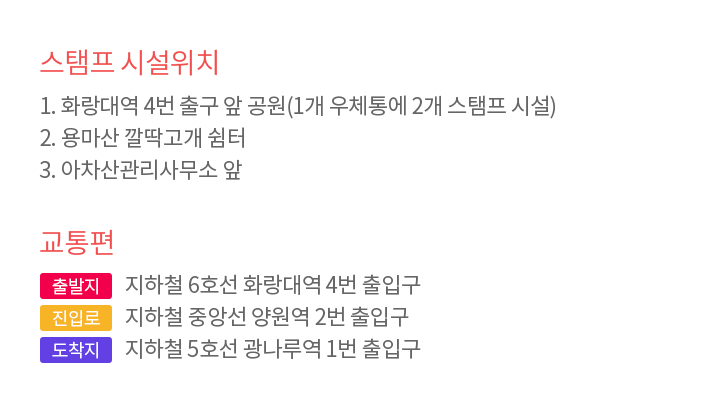 스탬프 시설위치
1. 화랑대역 4번 출구 앞 공원(1개 우체통에 2개 스탬프 시설)
2. 용마산 깔딱고개 쉼터
3. 아차산관리사무소 앞
교통편
출발지 지하철 6호선 화랑대역 4번 출입구
진입로 지하철 중앙선 양원역 2번 출입구
도착지 지하철 5호선 광나루역 1번 출입구